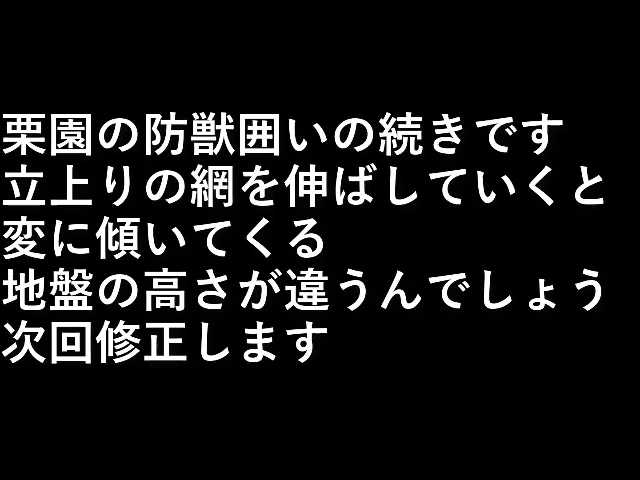 栗園の防獣囲いの続きです
立上りの網を伸ばしていくと
変に傾いてくる
地盤の高さが違うんでしょう
次回修正します